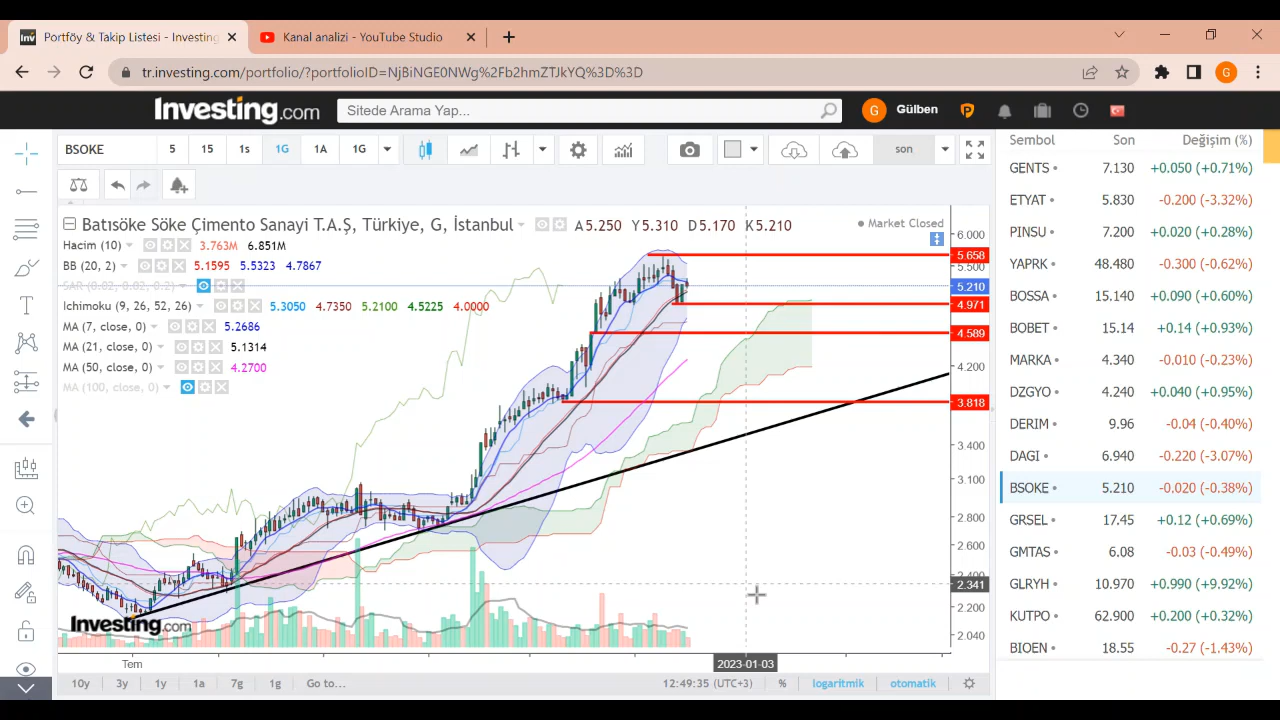 Portföy & Takip Listesi - Investing
Kanal analizi - YouTube Studio
tr.investing.com/portfolio/?portfolioID=NjBiNGE0NWg%2Fb2hmZTJkYQ%3D%3D
G
Investing.com
Sitede Arama Yap...
G Gülben
BSOKE 5 15 1s 1G 1A 1G son
Batısöke Söke Çimento Sanayi T.A.Ş, Türkiye, G, İstanbul A5.250 Y5.310 D5.170 K5.210
Market Closed
Hacim (10) 3.763M 6.851M
BB (20, 2) 5.1595 5.5323 4.7867
SAR (0.02, 0.02, 0.2)
Ichimoku (9, 26, 52, 26) 5.3050 4.7350 5.2100 4.5225 4.0000
MA (7, close, 0) 5.2686
MA (21, close, 0) 5.1314
MA (50, close, 0) 4.2700
MA (100, close, 0)
6.000
5.658
5.500
5.210
4.971
4.589
4.200
3.818
3.400
3.100
2.800
2.600
2.341
2.200
2.040
Investing.com
Tem
2023-01-03
10y 3y 1y 1a 7g 1g Go to... 12:49:35 (UTC+3) % logaritmik otomatik
Sembol Son Değişim (%)
GENTS 7.130 +0.050 (+0.71%)
ETYAT 5.830 -0.200 (-3.32%)
PINSU 7.200 +0.020 (+0.28%)
YAPRK 48.480 -0.300 (-0.62%)
BOSSA 15.140 +0.090 (+0.60%)
BOBET 15.14 +0.14 (+0.93%)
MARKA 4.340 -0.010 (-0.23%)
DZGYO 4.240 +0.040 (+0.95%)
DERIM 9.96 -0.04 (-0.40%)
DAGI 6.940 -0.220 (-3.07%)
BSOKE 5.210 -0.020 (-0.38%)
GRSEL 17.45 +0.12 (+0.69%)
GMTAS 6.08 -0.03 (-0.49%)
GLRYH 10.970 +0.990 (+9.92%)
KUTPO 62.900 +0.200 (+0.32%)
BIOEN 18.55 -0.27 (-1.43%)